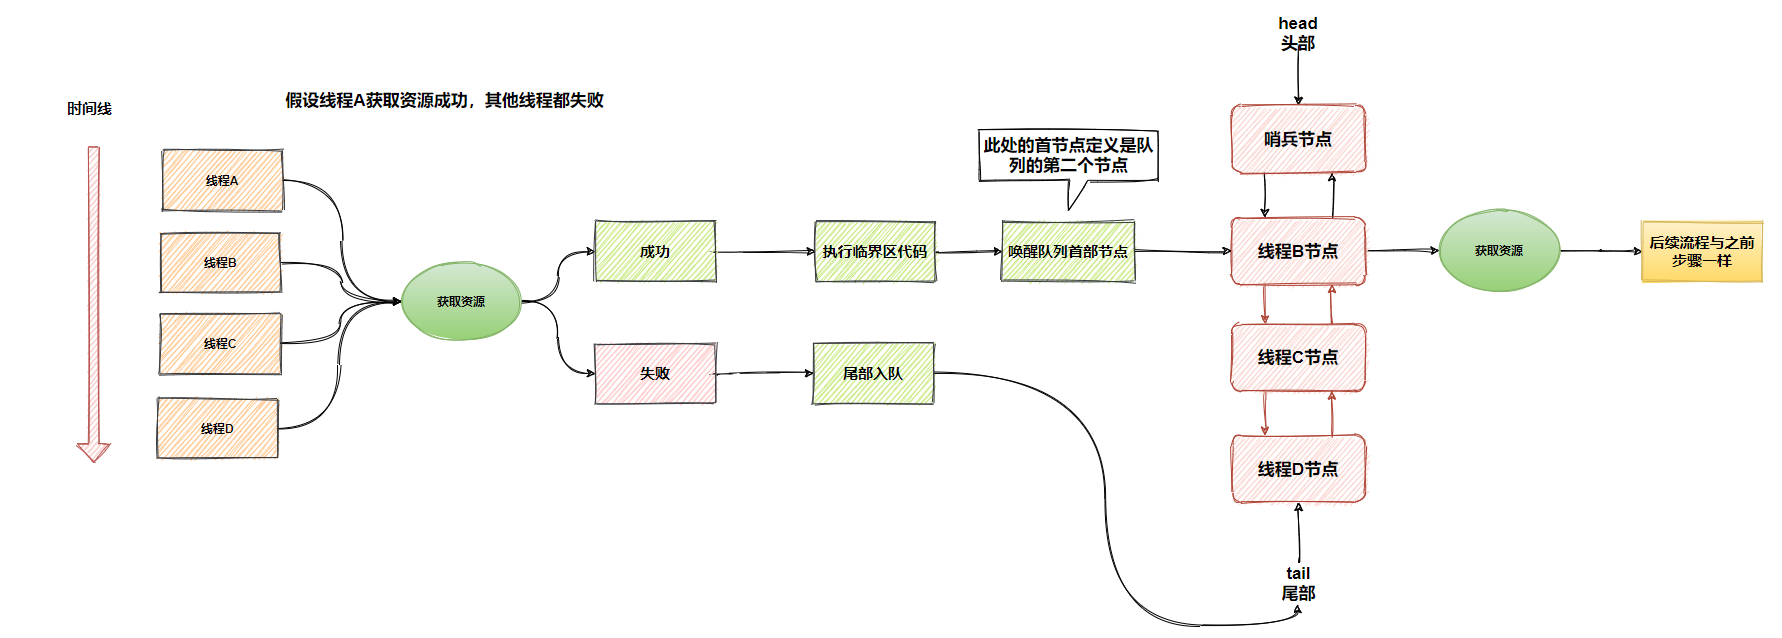 时间线
假设线程A获取资源成功，其他线程都失败
线程A
线程B
线程C
线程D
获取资源
成功
失败
执行临界区代码
尾部入队
此处的首节点定义是队
列的第二个节点
唤醒队列首部节点
head
头部
哨兵节点
线程B节点
线程C节点
线程D节点
tail
尾部
获取资源
后续流程与之前
步骤一样